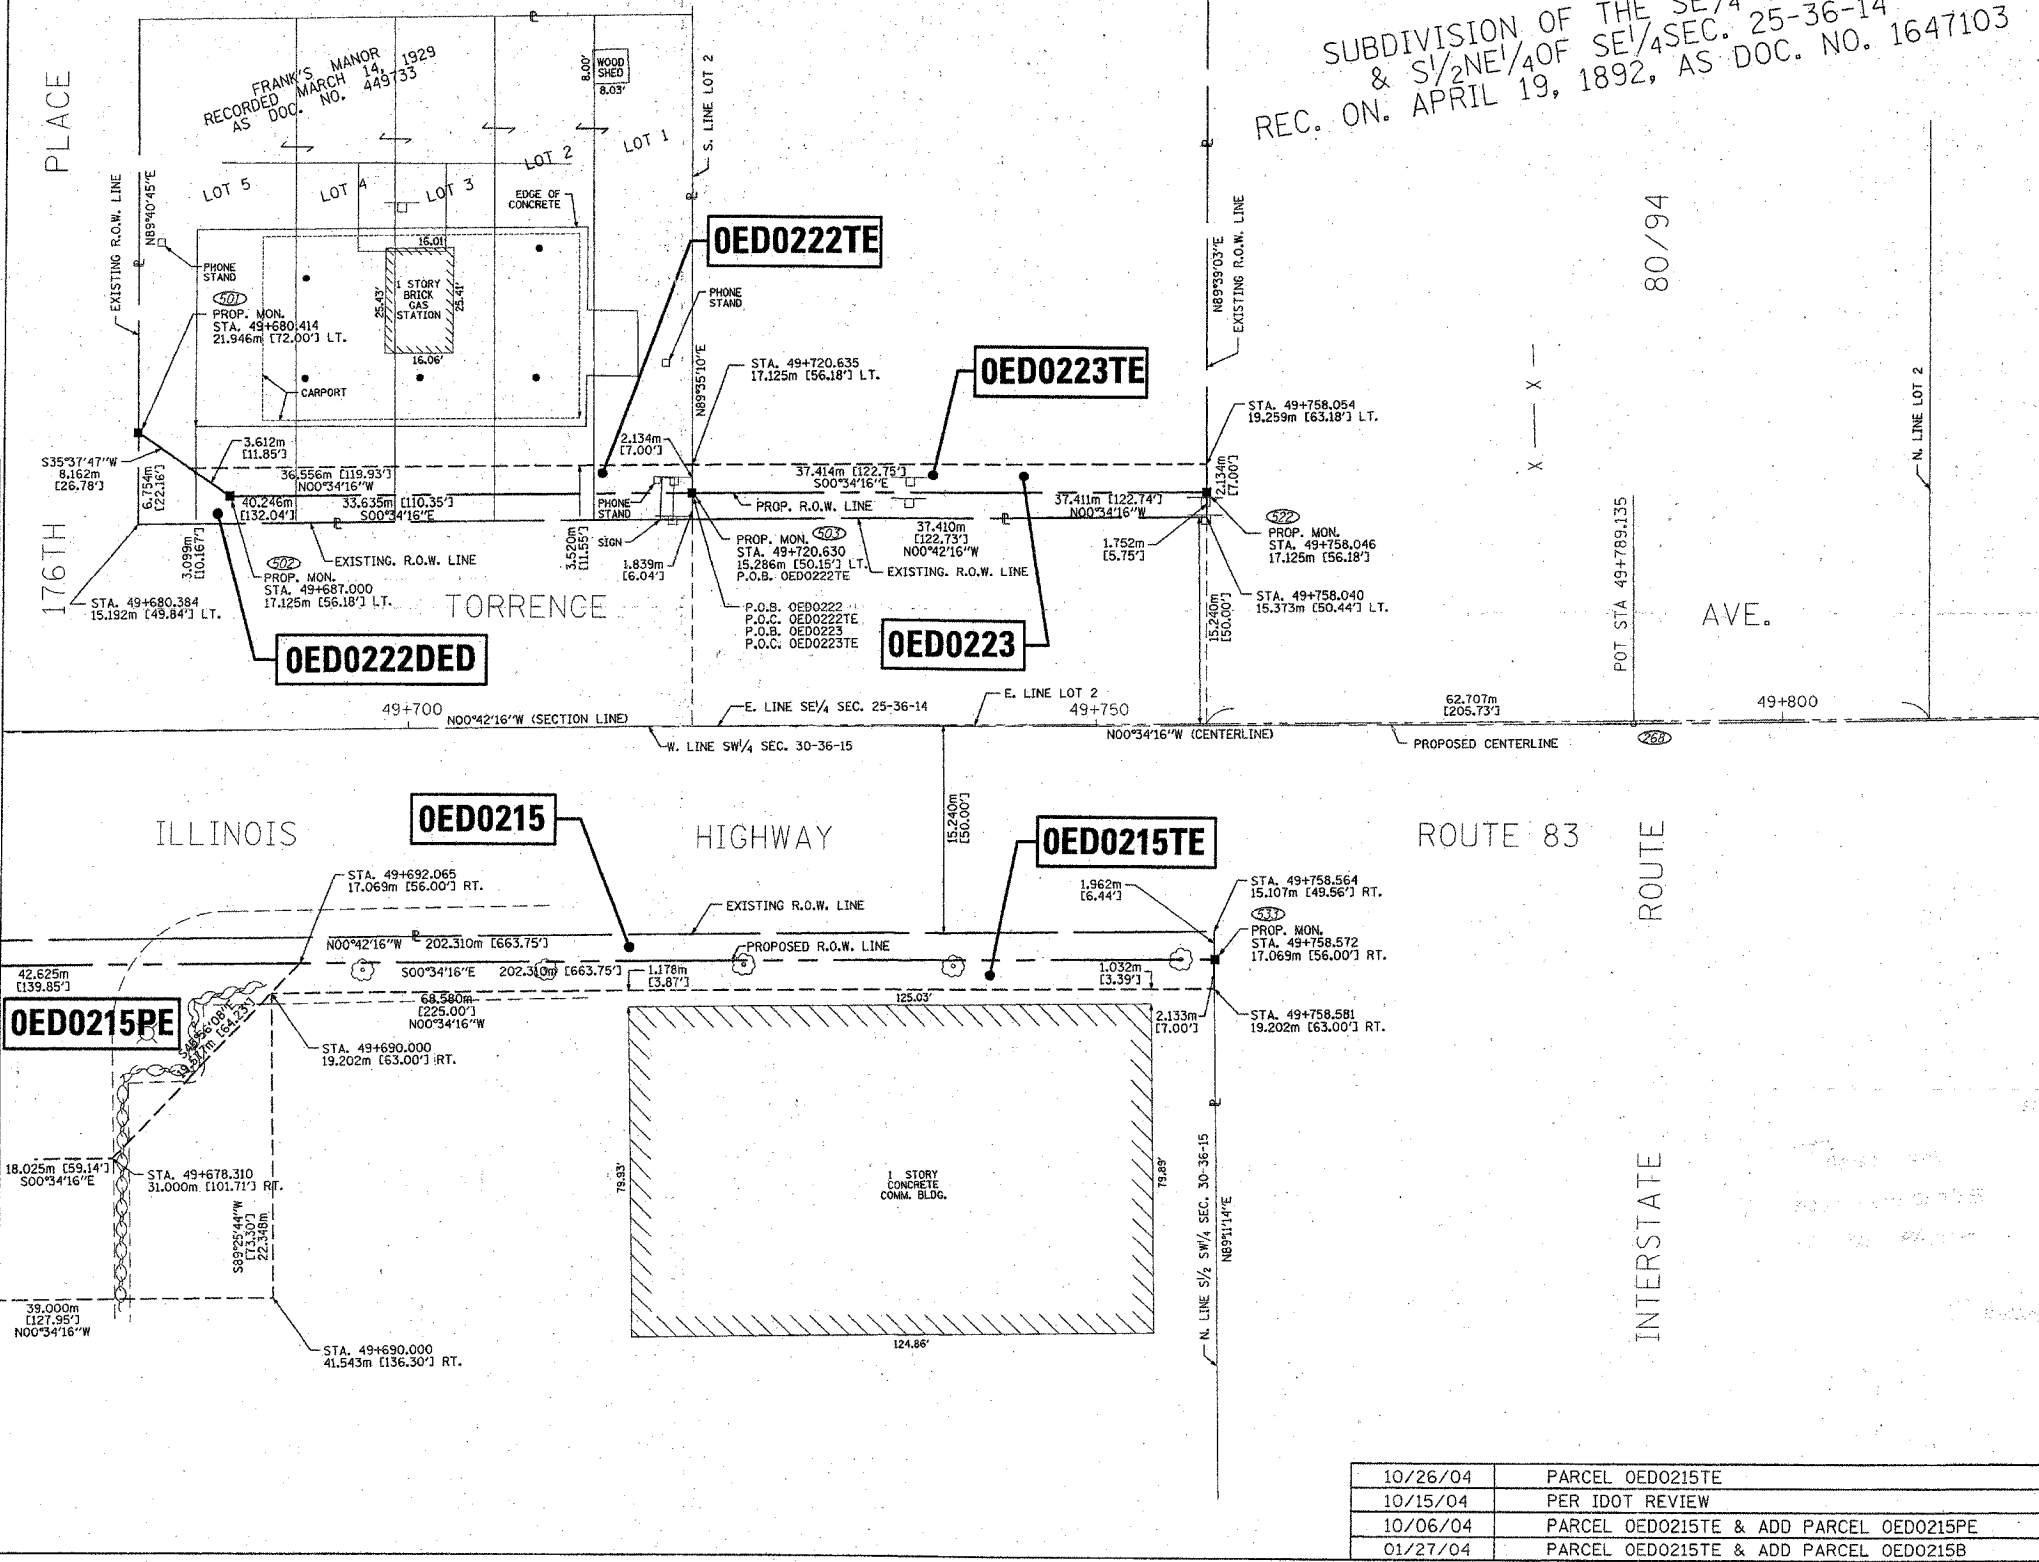 SUBDIVISION OF THE SE1/4
& S1/2NE1/4OF SE1/4SEC. 25-36-14
REC. ON. APRIL 19, 1892, AS DOC. NO. 1647103
FRANK'S MANOR
RECORDED MARCH 14, 1929
AS DOC. NO. 449733
WOOD
SHED
8.00'
8.03'
S. LINE LOT 2
LOT 1
LOT 2
LOT 3
LOT 4
LOT 5
176TH PLACE
EXISTING R.O.W. LINE
N89°40'45"E
EDGE OF
CONCRETE
PHONE
STAND
501
PROP. MON.
STA. 49+680.414
21.946m [72.00'] LT.
16.01'
1 STORY
BRICK
GAS
STATION
25.43'
25.41'
16.06'
CARPORT
0ED0222TE
PHONE
STAND
N89°35'10"E
STA. 49+720.635
17.125m [56.18'] LT.
0ED0223TE
N89°39'03"E
EXISTING R.O.W. LINE
STA. 49+758.054
19.259m [63.18'] LT.
80/94
X X
N. LINE LOT 2
S35°37'47"W
8.162m
[26.78']
3.612m
[11.85']
6.754m
[22.16']
36.556m [119.93']
N00°34'16"W
40.246m
[132.04']
33.635m [110.35']
S00°34'16"E
2.134m
[7.00']
37.414m [122.75']
S00°34'16"E
2.134m
[7.00']
PHONE
STAND
SIGN
PROP. R.O.W. LINE
37.411m [122.74']
N00°34'16"W
3.099m
[10.167']
EXISTING. R.O.W. LINE
502
PROP. MON.
STA. 49+687.000
17.125m [56.18'] LT.
3.520m
[11.55']
1.839m
[6.04']
PROP. MON. 503
STA. 49+720.630
15.286m [50.15'] LT.
P.O.B. 0ED0222TE
37.410m
[122.73']
N00°42'16"W
EXISTING. R.O.W. LINE
1.752m
[5.75']
522
PROP. MON.
STA. 49+758.046
17.125m [56.18']
STA. 49+758.040
15.373m [50.44'] LT.
STA. 49+680.384
15.192m [49.84'] LT.
TORRENCE
AVE.
P.O.B. 0ED0222
P.O.C. 0ED0222TE
P.O.B. 0ED0223
P.O.C. 0ED0223TE
0ED0222DED
0ED0223
15.240m
[50.00']
POT STA 49+789.135
49+700
N00°42'16"W (SECTION LINE)
E. LINE SE1/4 SEC. 25-36-14
E. LINE LOT 2
49+750
62.707m
[205.73']
49+800
W. LINE SW1/4 SEC. 30-36-15
N00°34'16"W (CENTERLINE)
PROPOSED CENTERLINE
268
ILLINOIS HIGHWAY ROUTE 83
0ED0215
15.240m
[50.00']
0ED0215TE
INTERSTATE ROUTE
STA. 49+692.065
17.069m [56.00'] RT.
EXISTING R.O.W. LINE
1.962m
[6.44']
STA. 49+758.564
15.107m [49.56'] RT.
533
PROP. MON.
STA. 49+758.572
17.069m [56.00'] RT.
N00°42'16"W 202.310m [663.75']
PROPOSED R.O.W. LINE
42.625m
[139.85']
S00°34'16"E 202.310m [663.75']
1.178m
[3.87']
1.032m
[3.39']
0ED0215PE
68.580m
[225.00']
N00°34'16"W
125.03'
2.133m
[7.00']
STA. 49+758.581
19.202m [63.00'] RT.
STA. 49+690.000
19.202m [63.00'] RT.
18.025m [59.14']
S00°34'16"E
STA. 49+678.310
31.000m [101.71'] RT.
79.93'
1 STORY
CONCRETE
COMM. BLDG.
79.89'
N. LINE S1/2 SW1/4 SEC. 30-36-15
N89°11'14"E
S89°25'44"W
[73.30']
22.348m
39.000m
[127.95']
N00°34'16"W
STA. 49+690.000
41.543m [136.30'] RT.
124.86'
10/26/04 PARCEL 0ED0215TE
10/15/04 PER IDOT REVIEW
10/06/04 PARCEL 0ED0215TE & ADD PARCEL 0ED0215PE
01/27/04 PARCEL 0ED0215TE & ADD PARCEL 0ED0215B